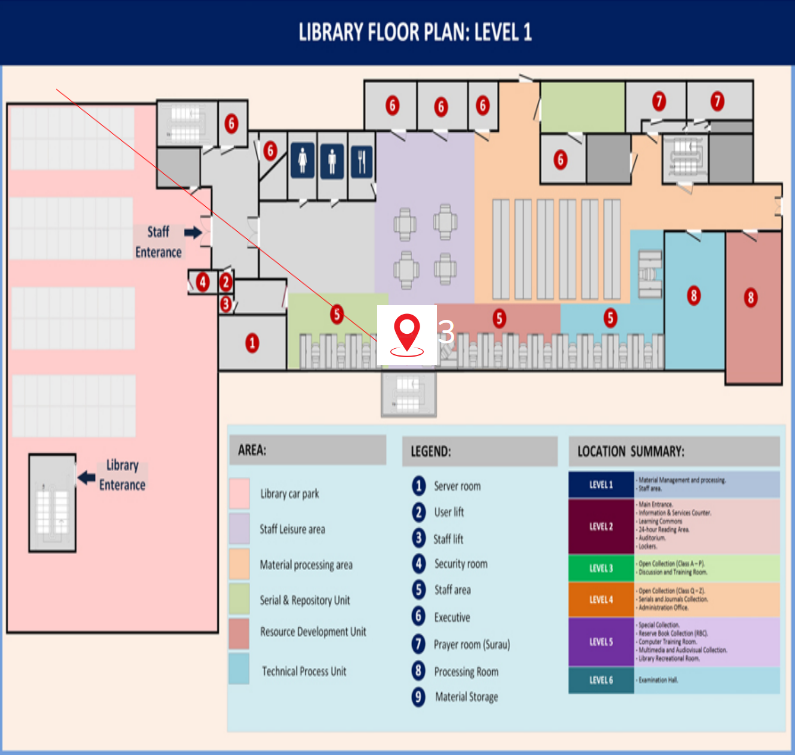 LIBRARY FLOOR PLAN: LEVEL 1
6
6
6
7
7
6
6
6
Staff
Enterance
4
2
3
5
3
5
5
8
8
1
Library
Enterance
AREA:
Library car park
Staff Leisure area
Material processing area
Serial & Repository Unit
Resource Development Unit
Technical Process Unit
LEGEND:
1 Server room
2 User lift
3 Staff lift
4 Security room
5 Staff area
6 Executive
7 Prayer room (Surau)
8 Processing Room
9 Material Storage
LOCATION SUMMARY:
LEVEL 1
- Material Management and processing.
- Staff area.
LEVEL 2
- Main Entrance.
- Information & Services Counter.
- Learning Commons
- 24-hour Reading Area.
- Auditorium.
- Lockers.
LEVEL 3
- Open Collection (Class A – P).
- Discussion and Training Room.
LEVEL 4
- Open Collection (Class Q – Z).
- Serials and Journals Collection.
- Administration Office.
LEVEL 5
- Special Collection.
- Reserve Book Collection (RBC).
- Computer Training Room.
- Multimedia and Audiovisual Collection.
- Library Recreational Room.
LEVEL 6
- Examination Hall.